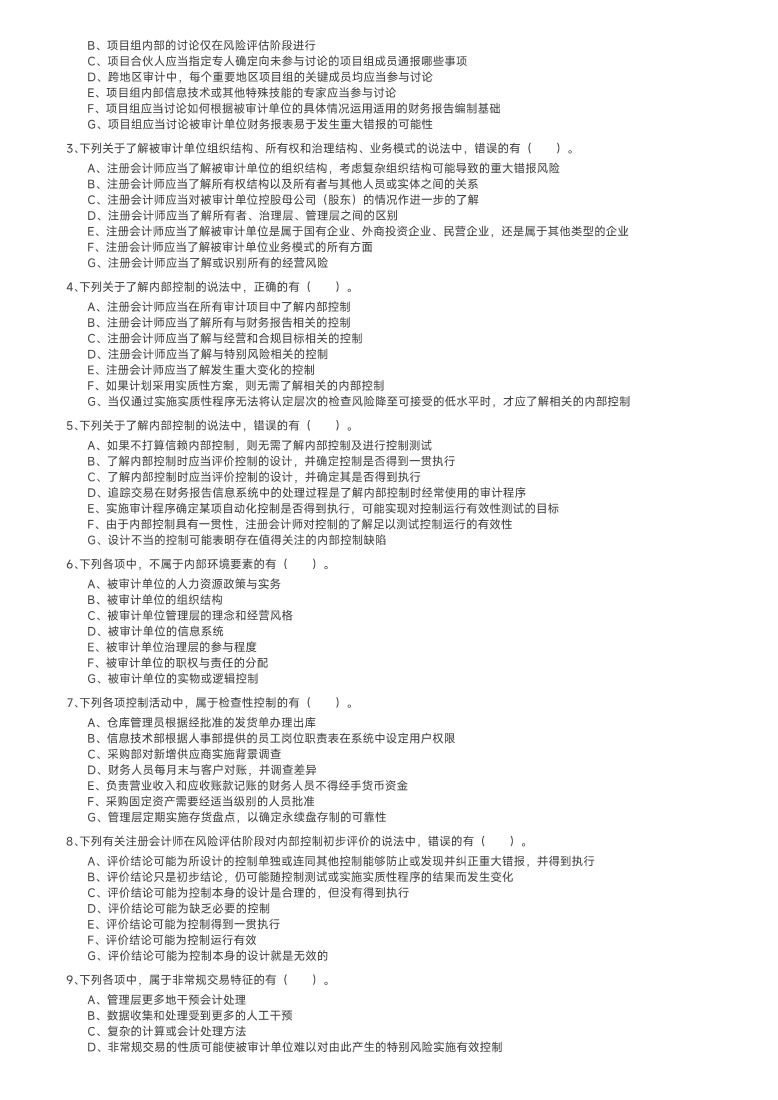 B、项目组内部的讨论仅在风险评估阶段进行
C、项目合伙人应当指定专人确定向未参与讨论的项目组成员通报哪些事项
D、跨地区审计中，每个重要地区项目组的关键成员均应当参与讨论
E、项目组内部信息技术或其他特殊技能的专家应当参与讨论
F、项目组应当讨论如何根据被审计单位的具体情况运用适用的财务报告编制基础
G、项目组应当讨论被审计单位财务报表易于发生重大错报的可能性
3、下列关于了解被审计单位组织结构、所有权和治理结构、业务模式的说法中，错误的有（　　）。
A、注册会计师应当了解被审计单位的组织结构，考虑复杂组织结构可能导致的重大错报风险
B、注册会计师应当了解所有权结构以及所有者与其他人员或实体之间的关系
C、注册会计师应当对被审计单位控股母公司（股东）的情况作进一步的了解
D、注册会计师应当了解所有者、治理层、管理层之间的区别
E、注册会计师应当了解被审计单位是属于国有企业、外商投资企业、民营企业，还是属于其他类型的企业
F、注册会计师应当了解被审计单位业务模式的所有方面
G、注册会计师应当了解或识别所有的经营风险
4、下列关于了解内部控制的说法中，正确的有（　　）。
A、注册会计师应当在所有审计项目中了解内部控制
B、注册会计师应当了解所有与财务报告相关的控制
C、注册会计师应当了解与经营和合规目标相关的控制
D、注册会计师应当了解与特别风险相关的控制
E、注册会计师应当了解发生重大变化的控制
F、如果计划采用实质性方案，则无需了解相关的内部控制
G、当仅通过实施实质性程序无法将认定层次的检查风险降至可接受的低水平时，才应了解相关的内部控制
5、下列关于了解内部控制的说法中，错误的有（　　）。
A、如果不打算信赖内部控制，则无需了解内部控制及进行控制测试
B、了解内部控制时应当评价控制的设计，并确定控制是否得到一贯执行
C、了解内部控制时应当评价控制的设计，并确定其是否得到执行
D、追踪交易在财务报告信息系统中的处理过程是了解内部控制时经常使用的审计程序
E、实施审计程序确定某项自动化控制是否得到执行，可能实现对控制运行有效性测试的目标
F、由于内部控制具有一贯性，注册会计师对控制的了解足以测试控制运行的有效性
G、设计不当的控制可能表明存在值得关注的内部控制缺陷
6、下列各项中，不属于内部环境要素的有（　　）。
A、被审计单位的人力资源政策与实务
B、被审计单位的组织结构
C、被审计单位管理层的理念和经营风格
D、被审计单位的信息系统
E、被审计单位治理层的参与程度
F、被审计单位的职权与责任的分配
G、被审计单位的实物或逻辑控制
7、下列各项控制活动中，属于检查性控制的有（　　）。
A、仓库管理员根据经批准的发货单办理出库
B、信息技术部根据人事部提供的员工岗位职责表在系统中设定用户权限
C、采购部对新增供应商实施背景调查
D、财务人员每月末与客户对账，并调查差异
E、负责营业收入和应收账款记账的财务人员不得经手货币资金
F、采购固定资产需要经适当级别的人员批准
G、管理层定期实施存货盘点，以确定永续盘存制的可靠性
8、下列有关注册会计师在风险评估阶段对内部控制初步评价的说法中，错误的有（　　）。
A、评价结论可能为所设计的控制单独或连同其他控制能够防止或发现并纠正重大错报，并得到执行
B、评价结论只是初步结论，仍可能随控制测试或实施实质性程序的结果而发生变化
C、评价结论可能为控制本身的设计是合理的，但没有得到执行
D、评价结论可能为缺乏必要的控制
E、评价结论可能为控制得到一贯执行
F、评价结论可能为控制运行有效
G、评价结论可能为控制本身的设计就是无效的
9、下列各项中，属于非常规交易特征的有（　　）。
A、管理层更多地干预会计处理
B、数据收集和处理受到更多的人工干预
C、复杂的计算或会计处理方法
D、非常规交易的性质可能使被审计单位难以对由此产生的特别风险实施有效控制